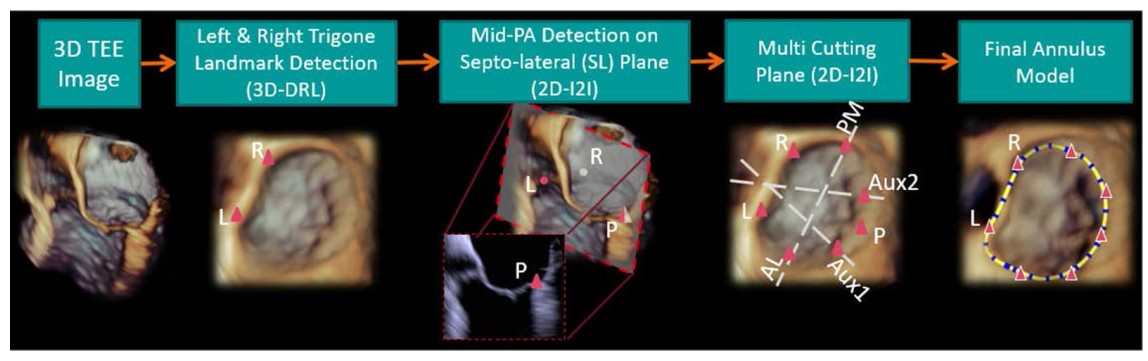 3D TEE
Image
Left & Right Trigone
Landmark Detection
(3D-DRL)
Mid-PA Detection on
Septo-lateral (SL) Plane
(2D-I2I)
Multi Cutting
Plane (2D-I2I)
Final Annulus
Model
R
L
R
L
P
P
R
PM
L
Aux2
P
AL
Aux1
R
L